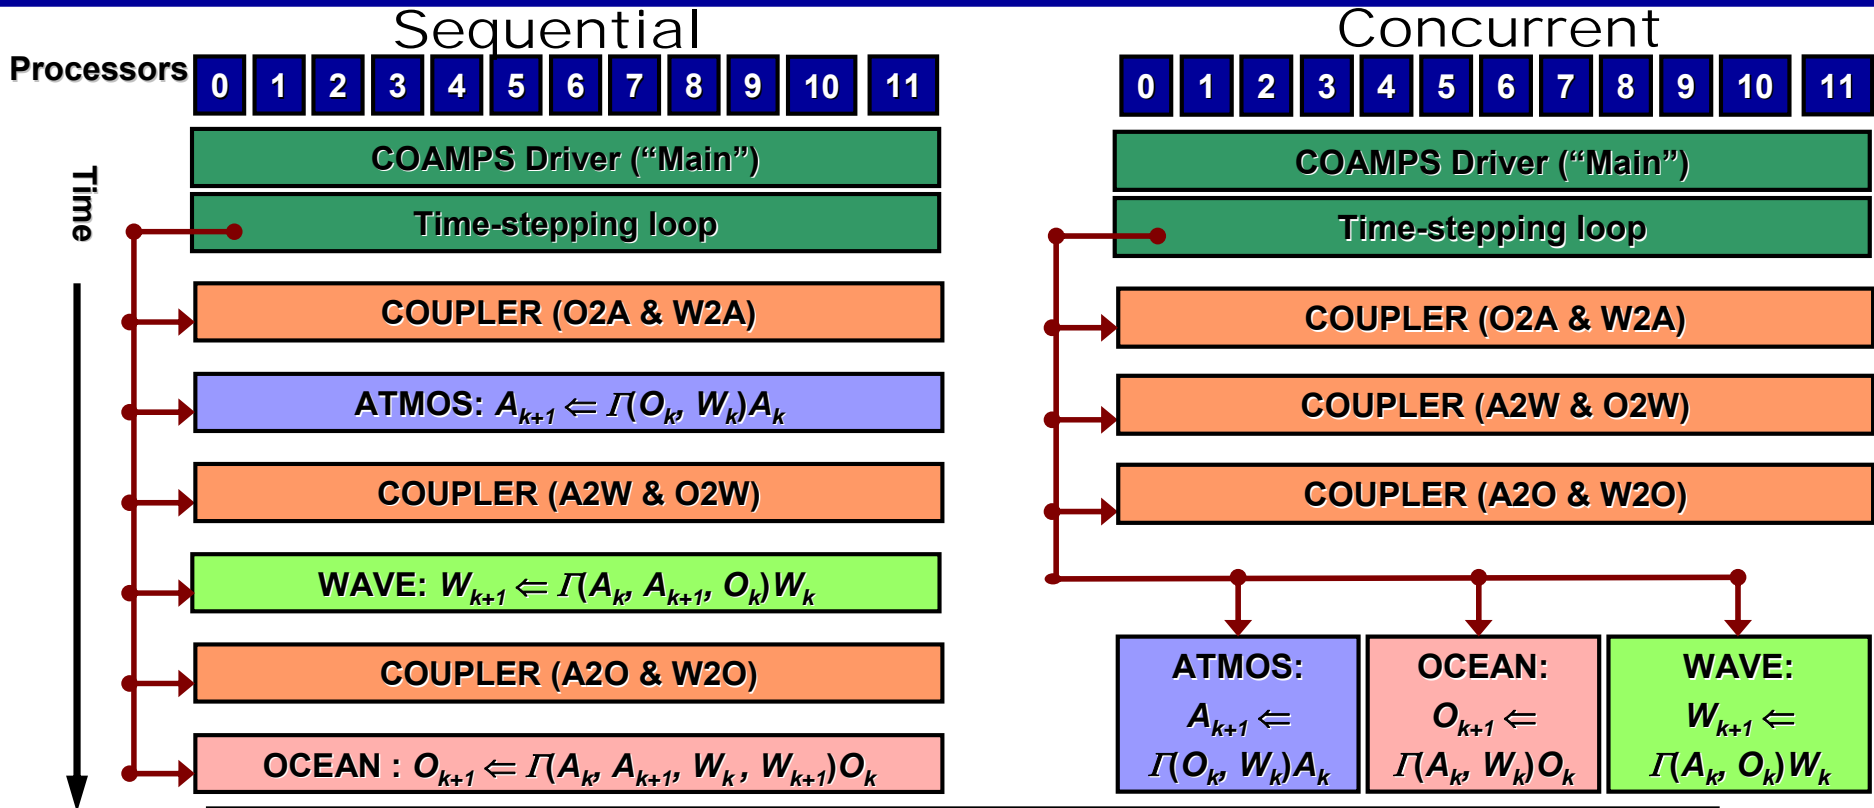 Sequential
Processors 0 1 2 3 4 5 6 7 8 9 10 11
Time
COAMPS Driver (“Main”)
Time-stepping loop
COUPLER (O2A & W2A)
ATMOS: Aₖ₊₁ ⇐ Γ(Oₖ, Wₖ)Aₖ
COUPLER (A2W & O2W)
WAVE: Wₖ₊₁ ⇐ Γ(Aₖ, Aₖ₊₁, Oₖ)Wₖ
COUPLER (A2O & W2O)
OCEAN : Oₖ₊₁ ⇐ Γ(Aₖ, Aₖ₊₁, Wₖ, Wₖ₊₁)Oₖ
Concurrent
0 1 2 3 4 5 6 7 8 9 10 11
COAMPS Driver (“Main”)
Time-stepping loop
COUPLER (O2A & W2A)
COUPLER (A2W & O2W)
COUPLER (A2O & W2O)
ATMOS:
Aₖ₊₁ ⇐
Γ(Oₖ, Wₖ)Aₖ
OCEAN:
Oₖ₊₁ ⇐
Γ(Aₖ, Wₖ)Oₖ
WAVE:
Wₖ₊₁ ⇐
Γ(Aₖ, Oₖ)Wₖ